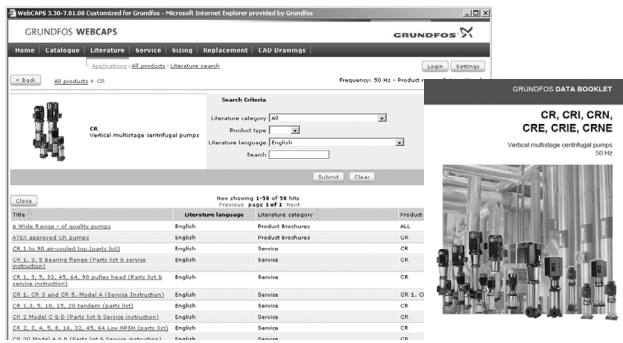 WebCAPS 3.30-7.01.08 Customized for Grundfos - Microsoft Internet Explorer provided by Grundfos
GRUNDFOS WEBCAPS
GRUNDFOS
Home Catalogue Literature Service Sizing Replacement CAD Drawings
Applications All products Literature search
Login Settings
< Back
All products > CR
Frequency: 50 Hz - Product
Search Criteria
CR
Vertical multistage centrifugal pumps
Literature category All
Product type
Literature language English
Search
Submit Clear
Close
Now showing 1-58 of 58 hits
Previous page 1 of 1 Next
Title Literature language Literature category Product
A Wide Range - of quality pumps English Product Brochures ALL
ATEX approved CR pumps English Product Brochures CR
CR 1 to 90 air-cooled top (parts list) English Service CR
CR 1, 3, 5 Bearing flange (Parts list & service
instruction) English Service CR
CR 1, 3, 5, 32, 45, 64, 90 pulley head (Parts list &
service instruction) English Service CR
CR 1, CR 3 and CR 5, Model A (Service Instruction) English Service CR 1, C
CR 1,3, 5, 10, 15, 20 tandem (parts list) English Service CR
CR 2 Model C & D (Parts list & Service instruction) English Service CR
CR 2, 3, 4, 5, 8, 16, 32, 45, 64 Low NPSH (parts list) English Service CR
CR 20 Model A & B (Parts list & Service instruction) English Service CR
GRUNDFOS DATA BOOKLET
CR, CRI, CRN,
CRE, CRIE, CRNE
Vertical multistage centrifugal pumps
50 Hz